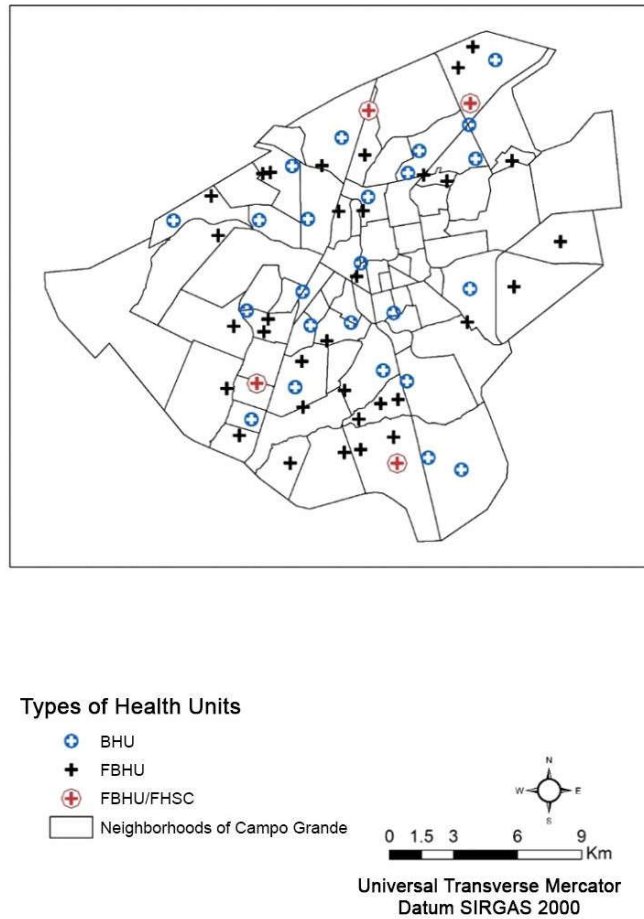 Types of Health Units
BHU
FBHU
FBHU/FHSC
Neighborhoods of Campo Grande
N
W E
S
0 1.5 3 6 9
Km
Universal Transverse Mercator
Datum SIRGAS 2000